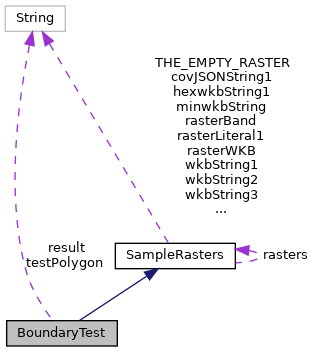 String
THE_EMPTY_RASTER
covJSONString1
hexwkbString1
minwkbString
rasterBand
rasterLiteral1
rasterWKB
wkbString1
wkbString2
wkbString3
...
result
testPolygon
SampleRasters
rasters
BoundaryTest